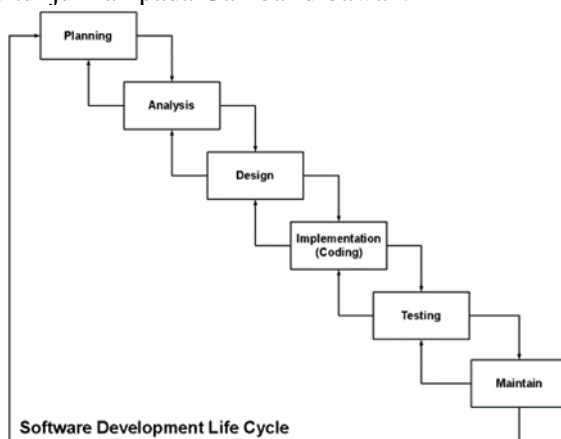 Planning
Analysis
Design
Implementation
(Coding)
Testing
Maintain
Software Development Life Cycle